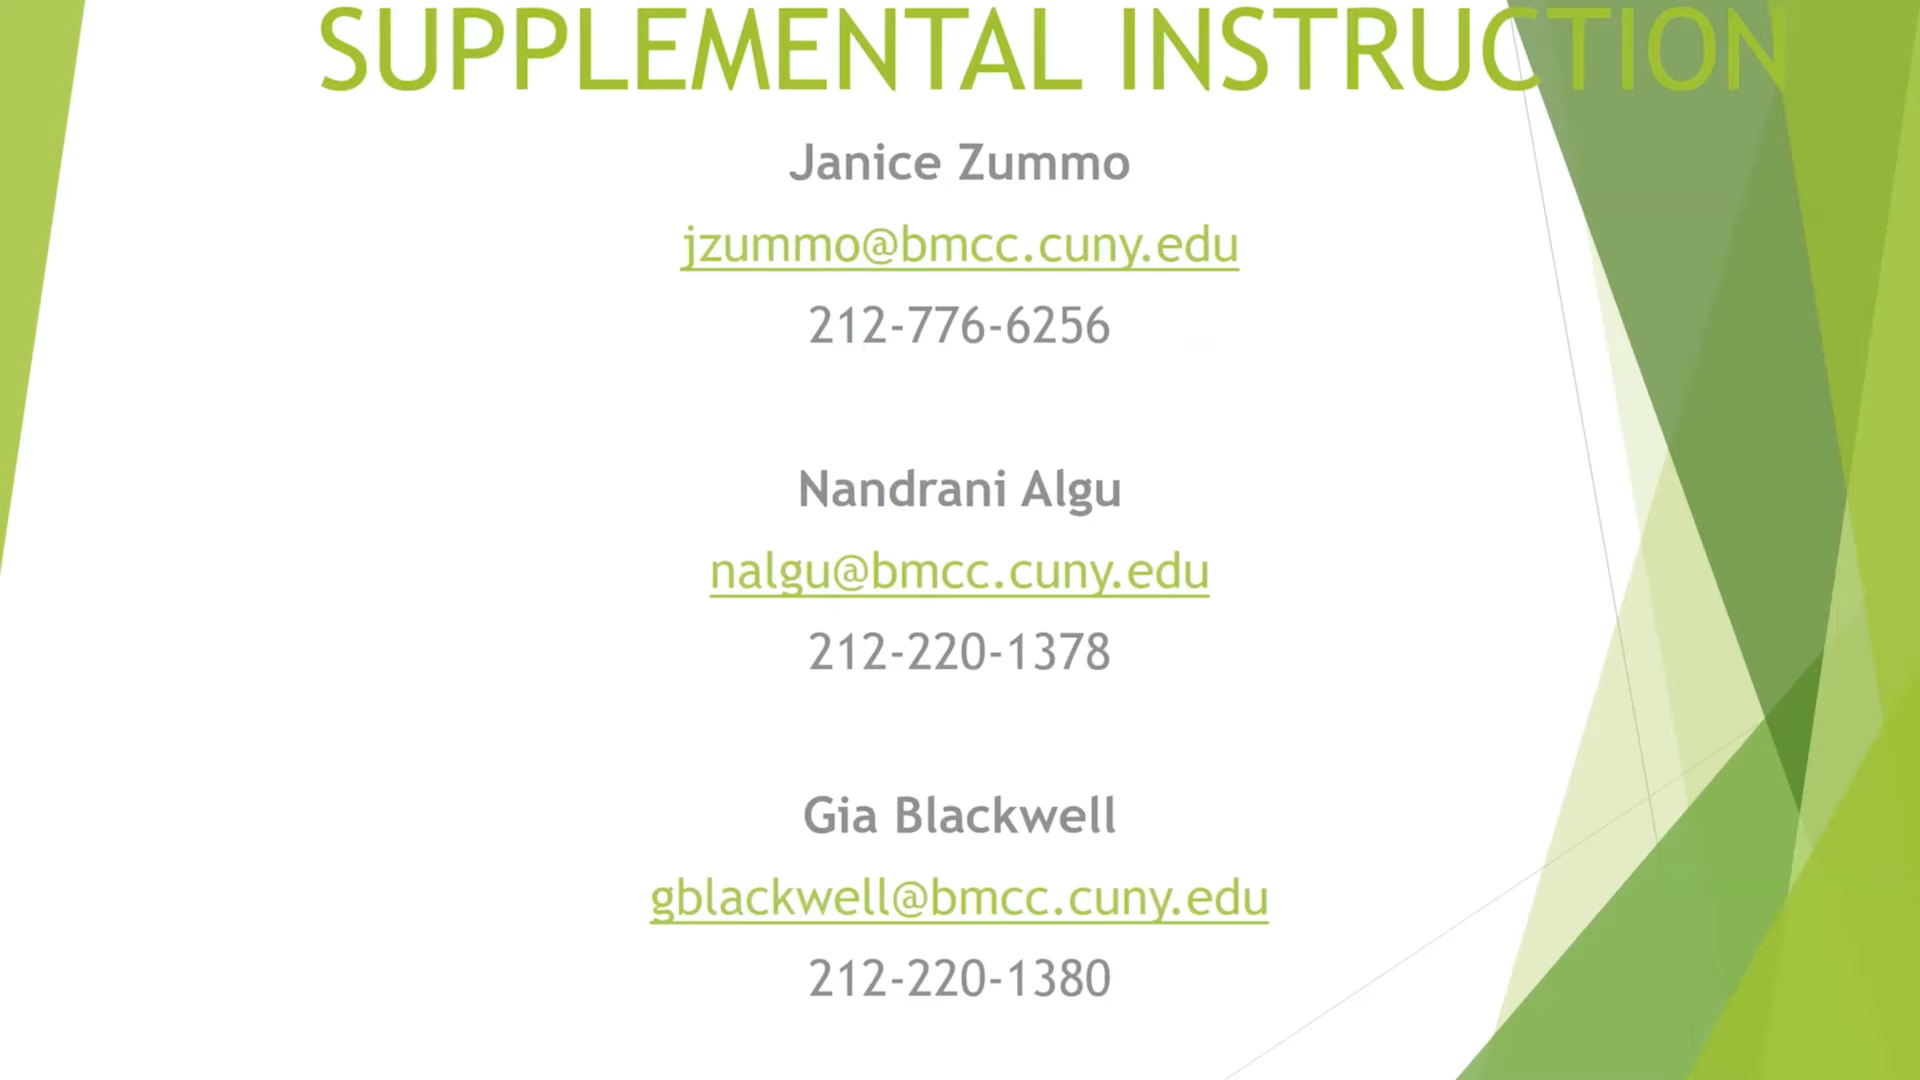 SUPPLEMENTAL INSTRUCTION
Janice Zummo
jzummo@bmcc.cuny.edu
212-776-6256
Nandrani Algu
nalgu@bmcc.cuny.edu
212-220-1378
Gia Blackwell
gblackwell@bmcc.cuny.edu
212-220-1380